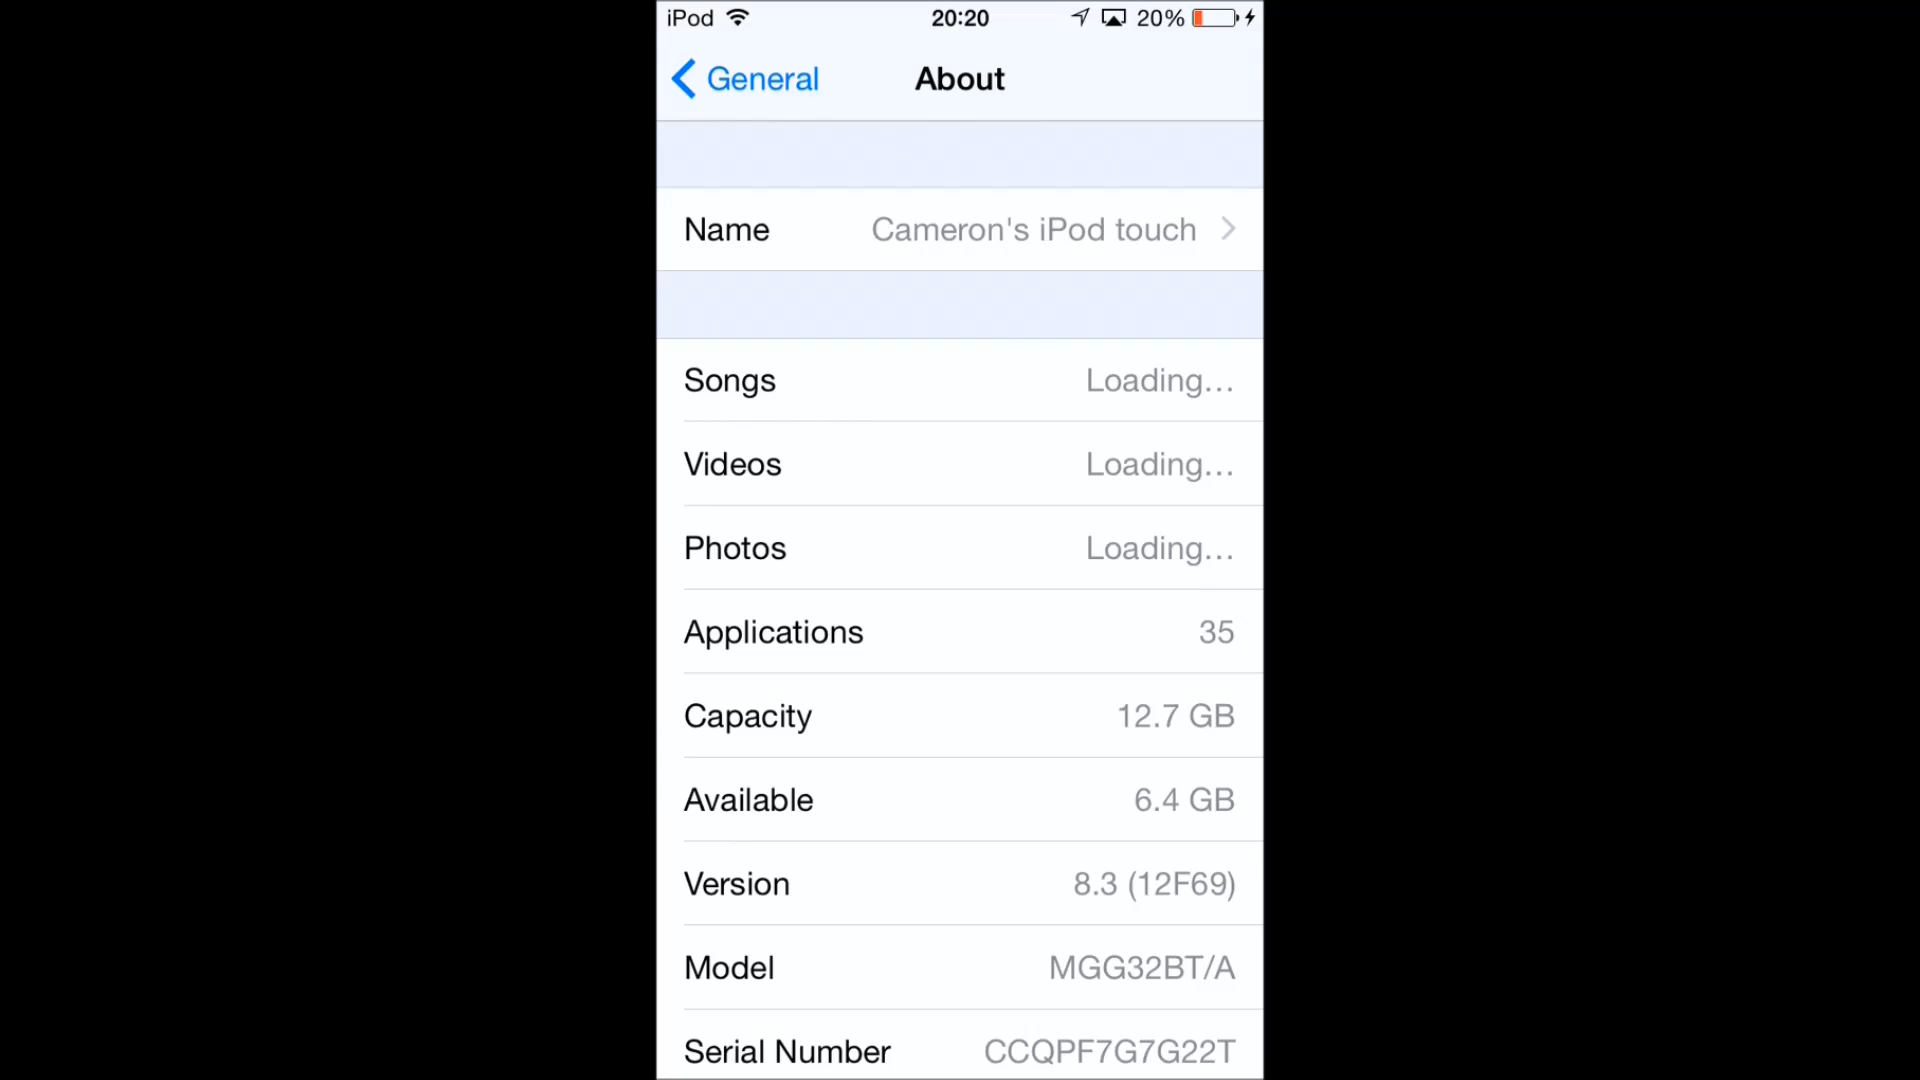 iPod 20:20 20%
General About
Name Cameron's iPod touch
Songs Loading...
Videos Loading...
Photos Loading...
Applications 35
Capacity 12.7 GB
Available 6.4 GB
Version 8.3 (12F69)
Model MGG32BT/A
Serial Number CCQPF7G7G22T